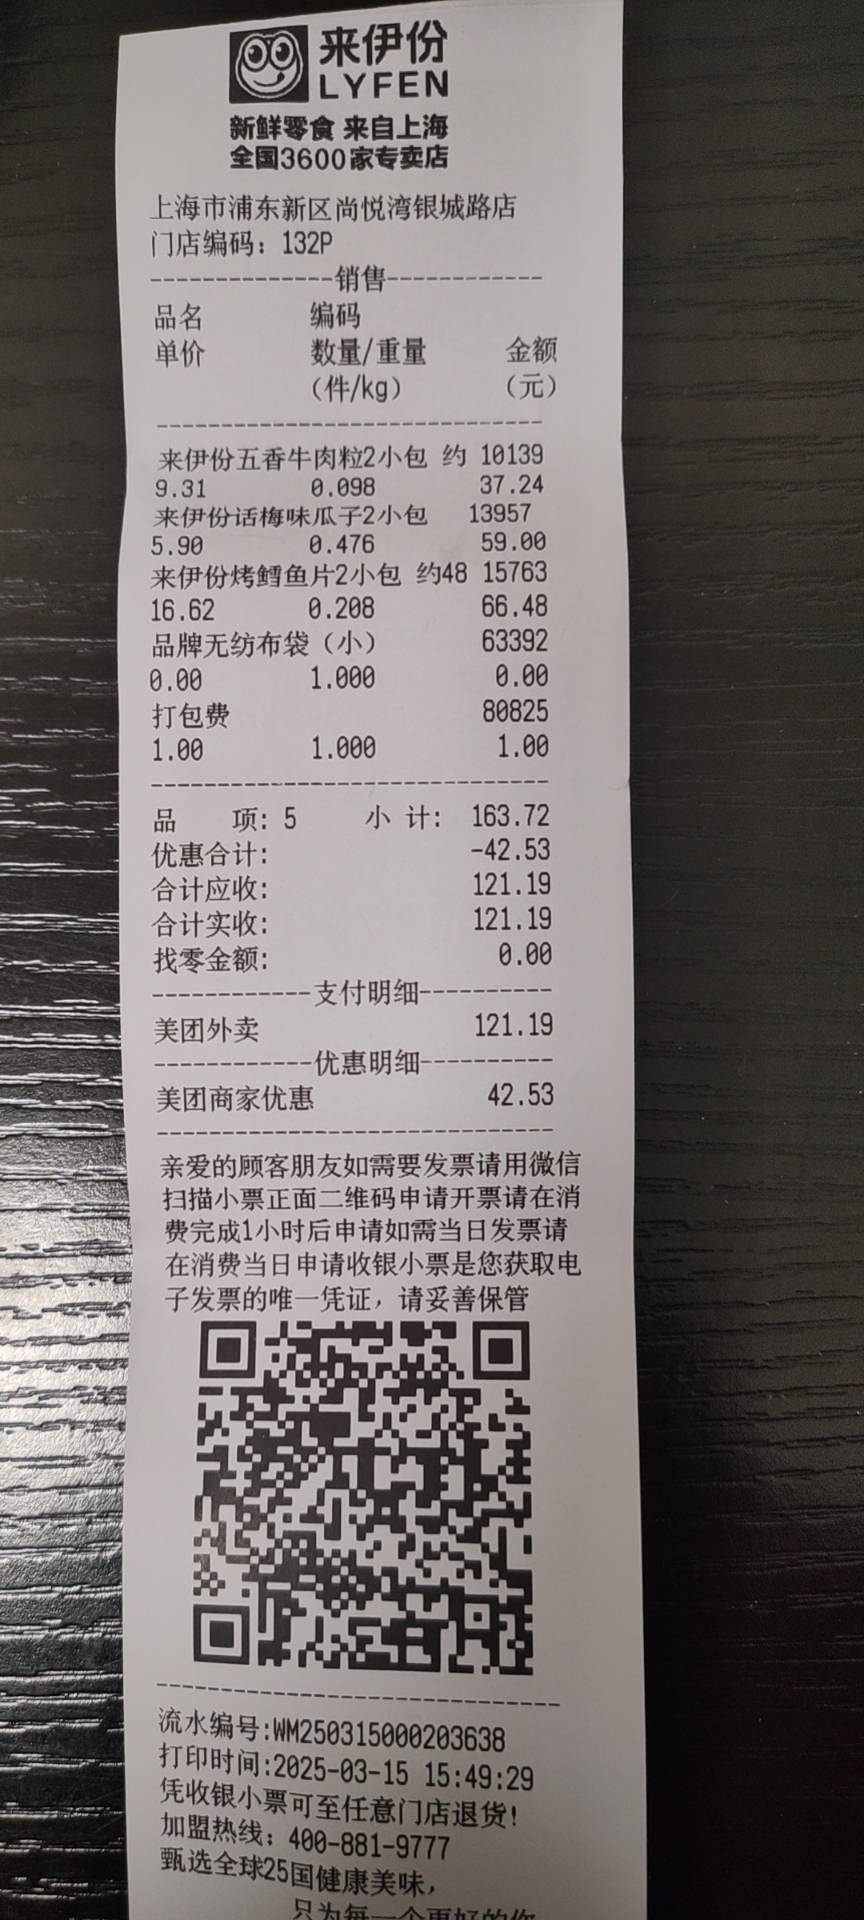 来伊份
LYFEN
新鲜零食 来自上海
全国3600家专卖店
上海市浦东新区尚悦湾银城路店
门店编码：132P
--------------销售------------
品名 编码
单价 数量/重量 金额
(件/kg) (元)
------------------------------
来伊份五香牛肉粒2小包 约 10139
9.31 0.098 37.24
来伊份话梅味瓜子2小包 13957
5.90 0.476 59.00
来伊份烤鳕鱼片2小包 约48 15763
16.62 0.208 66.48
品牌无纺布袋（小） 63392
0.00 1.000 0.00
打包费 80825
1.00 1.000 1.00
------------------------------
品 项: 5 小 计: 163.72
优惠合计: -42.53
合计应收: 121.19
合计实收: 121.19
找零金额: 0.00
------------支付明细----------
美团外卖 121.19
------------优惠明细----------
美团商家优惠 42.53
------------------------------
亲爱的顾客朋友如需要发票请用微信
扫描小票正面二维码申请开票请在消
费完成1小时后申请如需当日发票请
在消费当日申请收银小票是您获取电
子发票的唯一凭证，请妥善保管
------------------------------
流水编号:WM250315000203638
打印时间:2025-03-15 15:49:29
凭收银小票可至任意门店退货!
加盟热线: 400-881-9777
甄选全球25国健康美味，
只为每一个更好的你